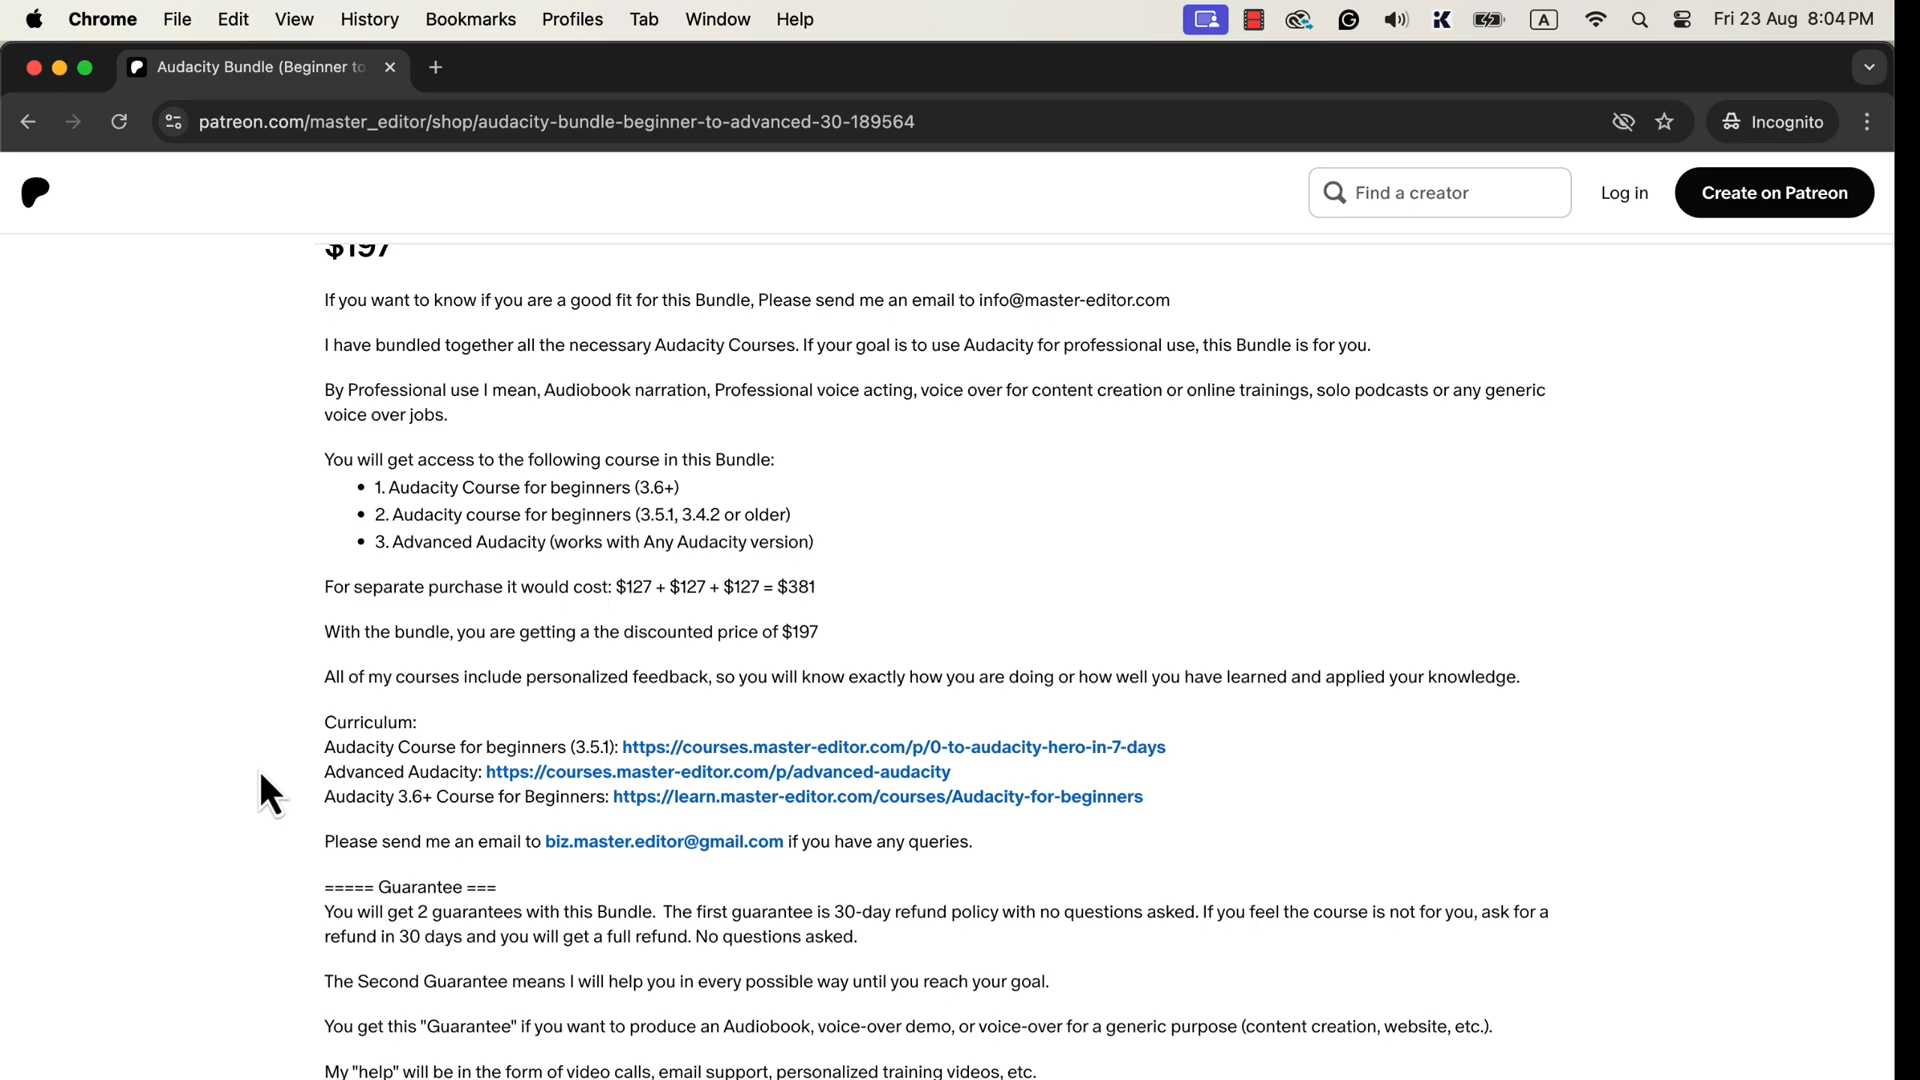 Chrome File Edit View History Bookmarks Profiles Tab Window Help A Fri 23 Aug 8:04 PM
Audacity Bundle (Beginner to
patreon.com/master_editor/shop/audacity-bundle-beginner-to-advanced-30-189564 Incognito
Find a creator Log in Create on Patreon
$197
If you want to know if you are a good fit for this Bundle, Please send me an email to info@master-editor.com
I have bundled together all the necessary Audacity Courses. If your goal is to use Audacity for professional use, this Bundle is for you.
By Professional use I mean, Audiobook narration, Professional voice acting, voice over for content creation or online trainings, solo podcasts or any generic
voice over jobs.
You will get access to the following course in this Bundle:
• 1. Audacity Course for beginners (3.6+)
• 2. Audacity course for beginners (3.5.1, 3.4.2 or older)
• 3. Advanced Audacity (works with Any Audacity version)
For separate purchase it would cost: $127 + $127 + $127 = $381
With the bundle, you are getting a the discounted price of $197
All of my courses include personalized feedback, so you will know exactly how you are doing or how well you have learned and applied your knowledge.
Curriculum:
Audacity Course for beginners (3.5.1): https://courses.master-editor.com/p/0-to-audacity-hero-in-7-days
Advanced Audacity: https://courses.master-editor.com/p/advanced-audacity
Audacity 3.6+ Course for Beginners: https://learn.master-editor.com/courses/Audacity-for-beginners
Please send me an email to biz.master.editor@gmail.com if you have any queries.
===== Guarantee ===
You will get 2 guarantees with this Bundle.  The first guarantee is 30-day refund policy with no questions asked. If you feel the course is not for you, ask for a
refund in 30 days and you will get a full refund. No questions asked.
The Second Guarantee means I will help you in every possible way until you reach your goal.
You get this "Guarantee" if you want to produce an Audiobook, voice-over demo, or voice-over for a generic purpose (content creation, website, etc.).
My "help" will be in the form of video calls, email support, personalized training videos, etc.